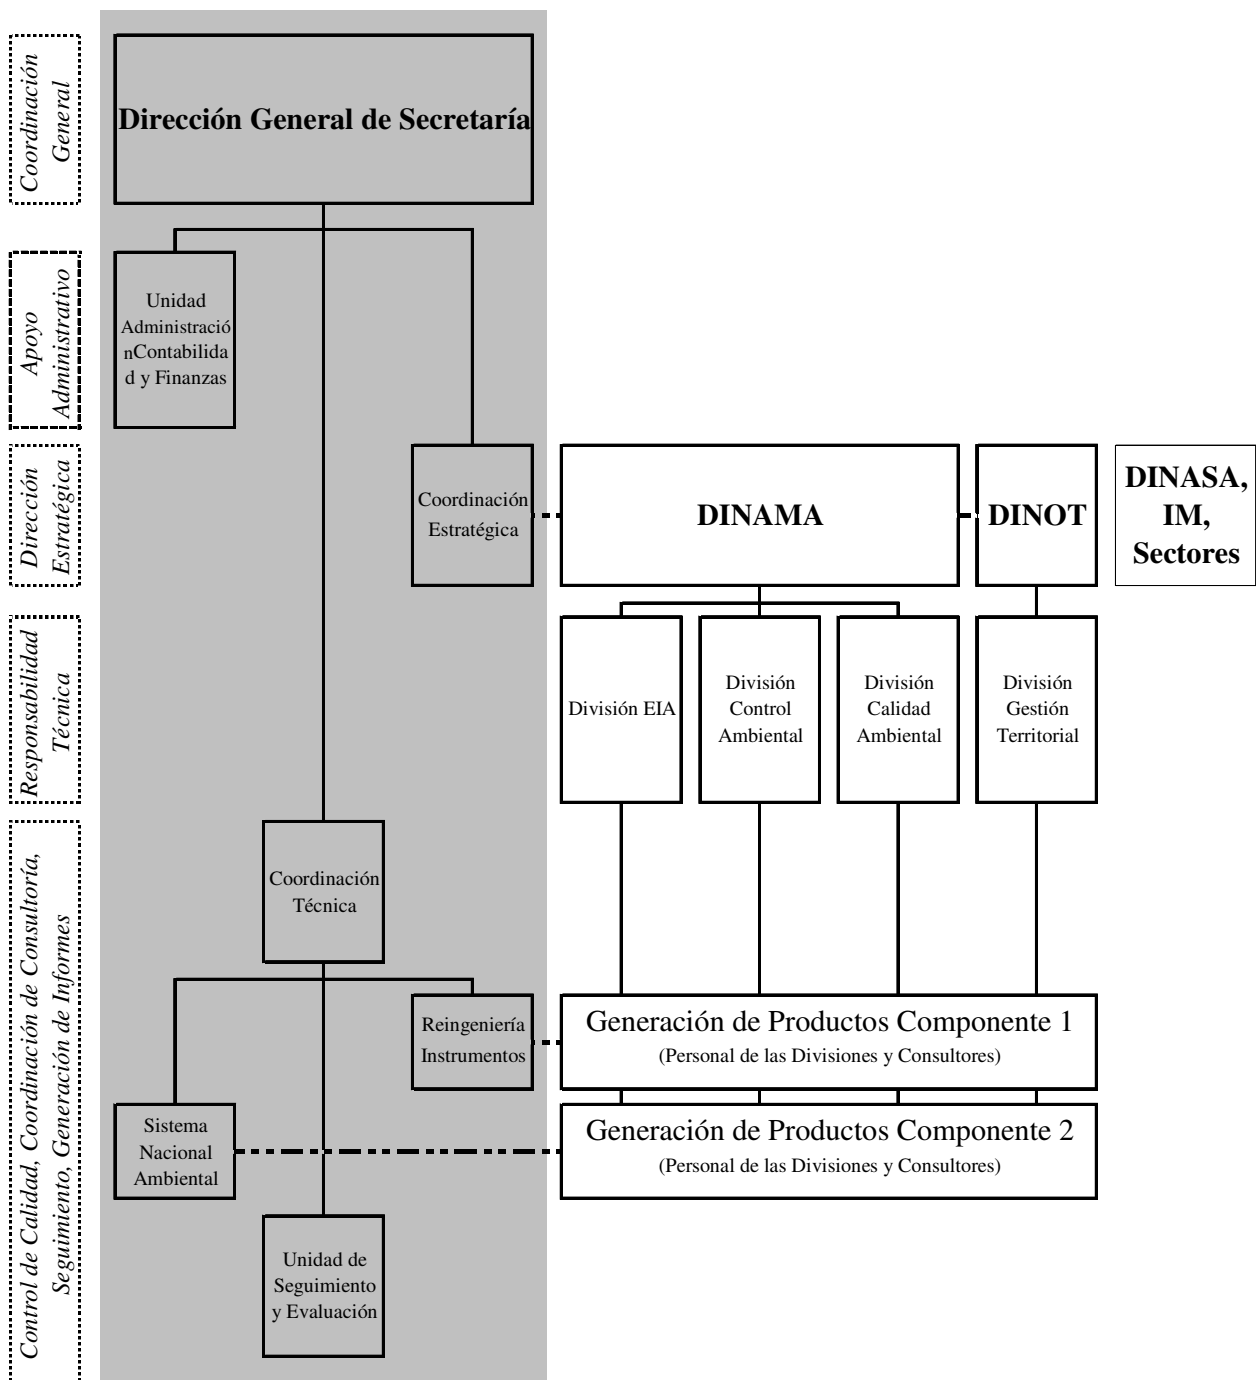 Coordinación
General
Dirección General de Secretaría
Apoyo
Administrativo
Unidad
Administració
nContabilida
d y Finanzas
Dirección
Estratégica
Coordinación
Estratégica
DINAMA
DINOT
DINASA,
IM,
Sectores
Responsabilidad
Técnica
División EIA
División
Control
Ambiental
División
Calidad
Ambiental
División
Gestión
Territorial
Control de Calidad, Coordinación de Consultoría,
Seguimiento, Generación de Informes
Coordinación
Técnica
Reingeniería
Instrumentos
Generación de Productos Componente 1
(Personal de las Divisiones y Consultores)
Sistema
Nacional
Ambiental
Generación de Productos Componente 2
(Personal de las Divisiones y Consultores)
Unidad de
Seguimiento
y Evaluación